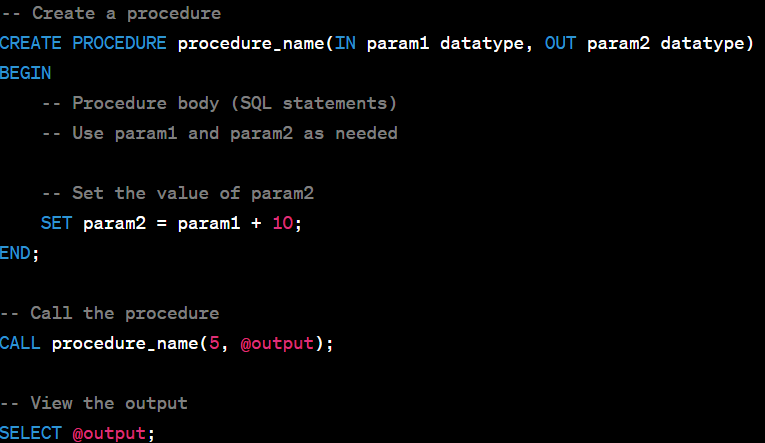 -- Create a procedure
CREATE PROCEDURE procedure_name(IN param1 datatype, OUT param2 datatype)
BEGIN
    -- Procedure body (SQL statements)
    -- Use param1 and param2 as needed

    -- Set the value of param2
    SET param2 = param1 + 10;
END;

-- Call the procedure
CALL procedure_name(5, @output);

-- View the output
SELECT @output;